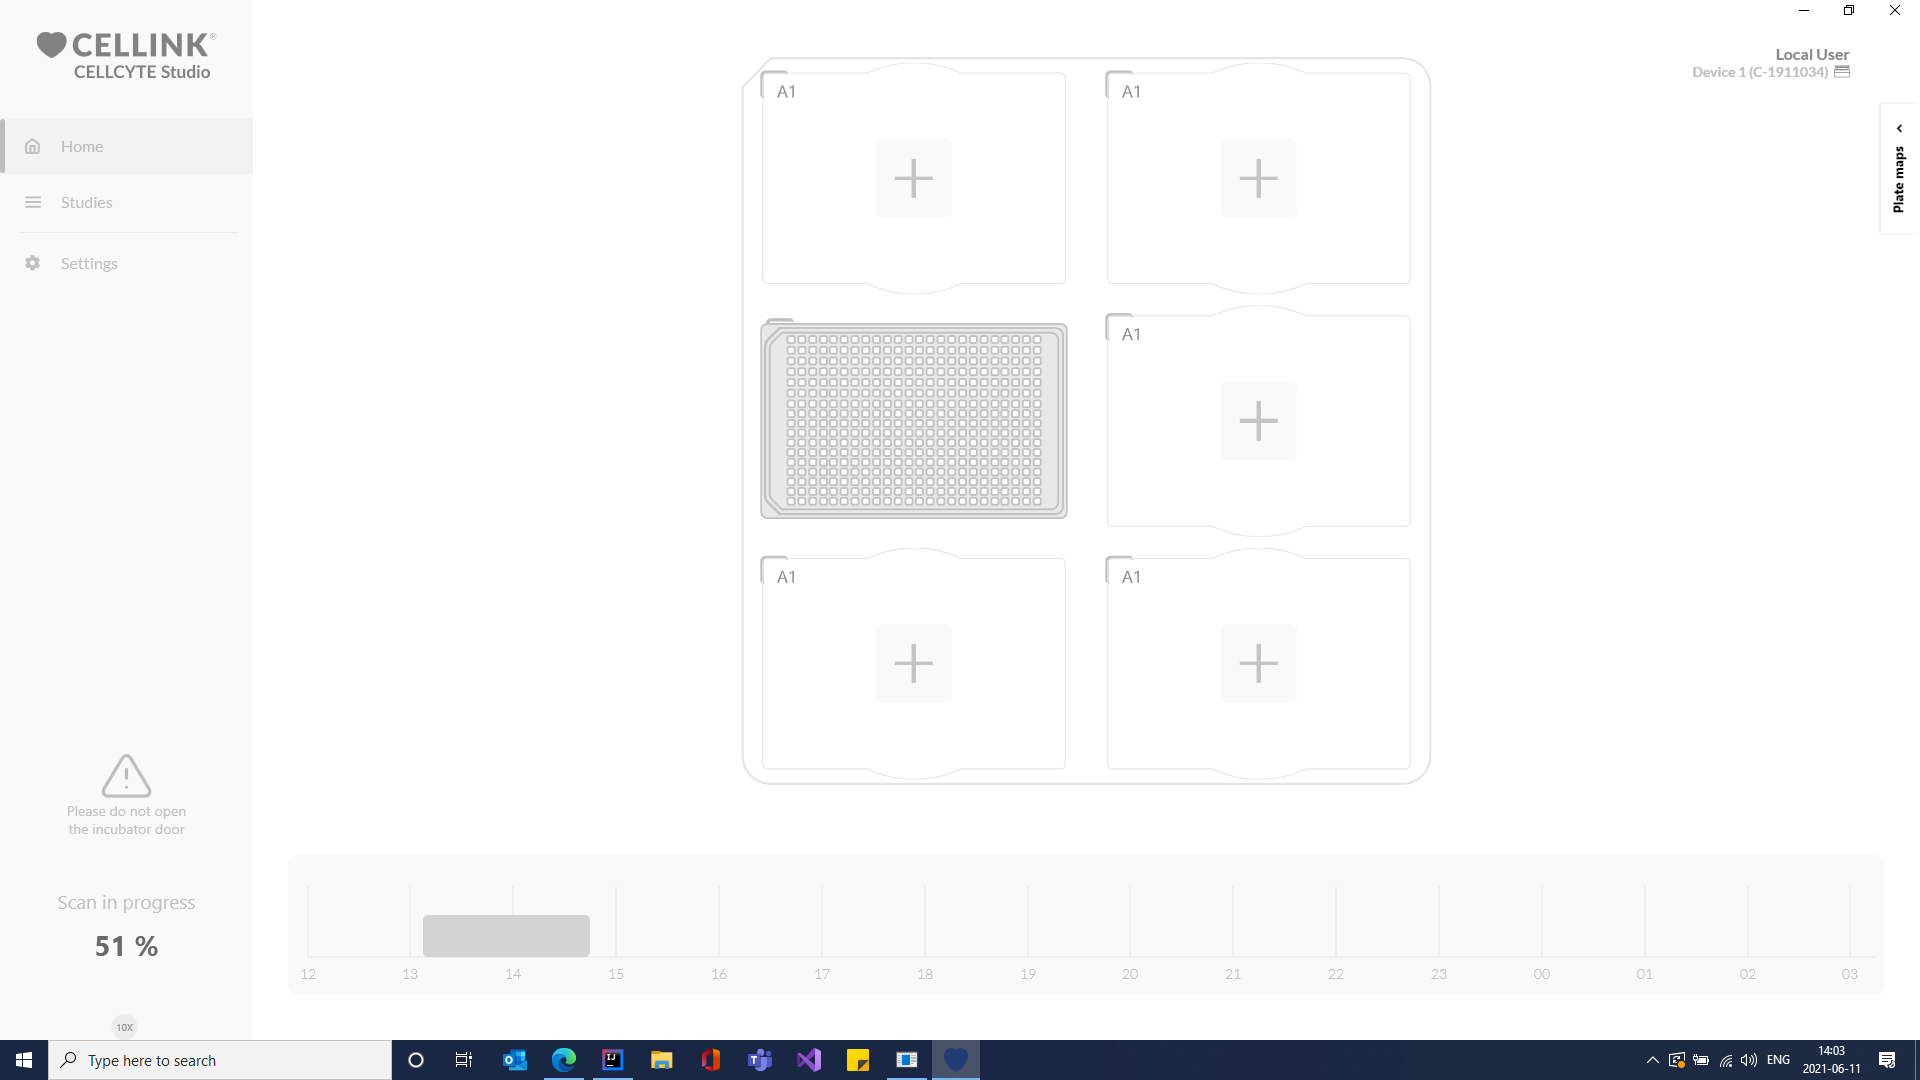 CELLINK®
CELLCYTE Studio
Home
Studies
Settings
Please do not open
the incubator door
Scan in progress
51 %
10X
Local User
Device 1 (C-1911034)
Plate maps
A1
A1
A1
A1
A1
12 13 14 15 16 17 18 19 20 21 22 23 00 01 02 03
Type here to search
ENG
14:03
2021-06-11